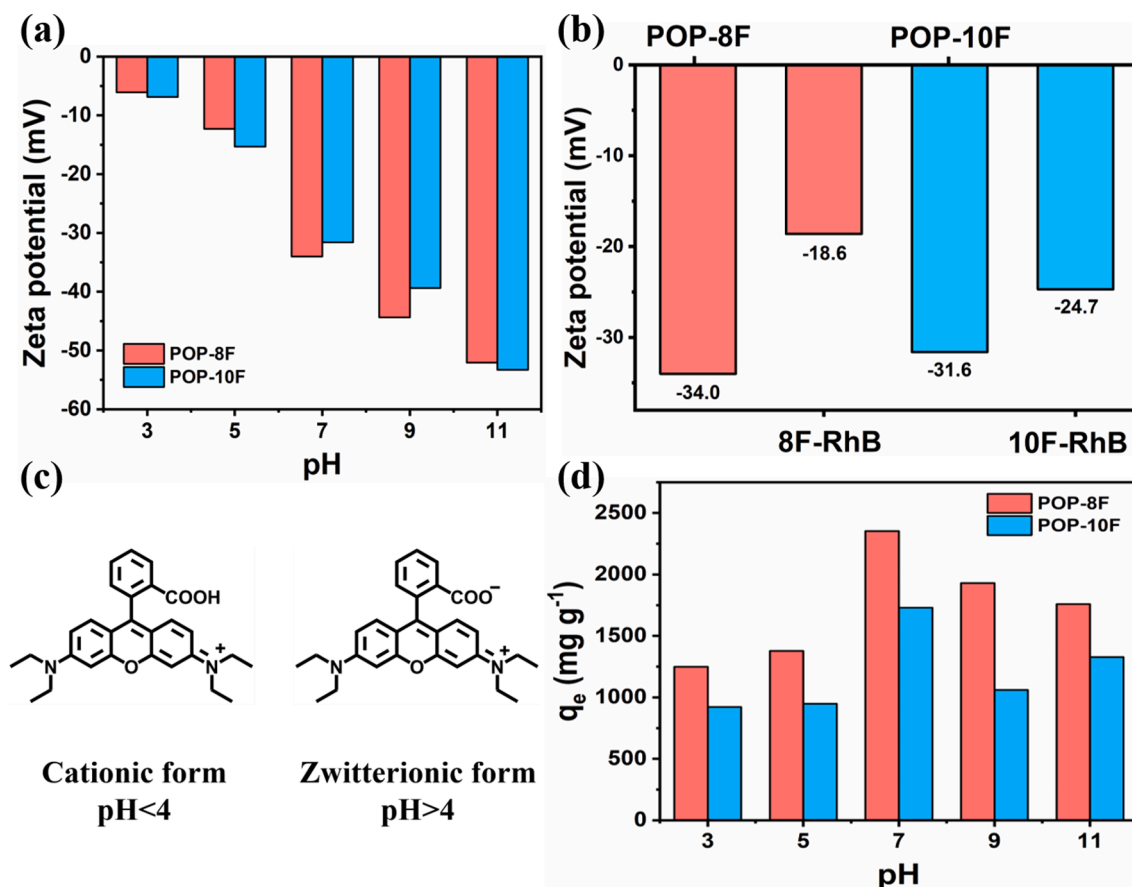 (a)
Zeta potential (mV)
0
-10
-20
-30
-40
-50
-60
POP-8F
POP-10F
3 5 7 9 11
pH
(b)
POP-8F POP-10F
Zeta potential (mV)
0
-10
-20
-30
-34.0
-18.6
-31.6
-24.7
8F-RhB 10F-RhB
(c)
COOH
N
O
N
+
COO−
N
O
N
+
Cationic form
pH<4
Zwitterionic form
pH>4
(d)
qe (mg g-1)
2500
2000
1500
1000
500
0
POP-8F
POP-10F
3 5 7 9 11
pH